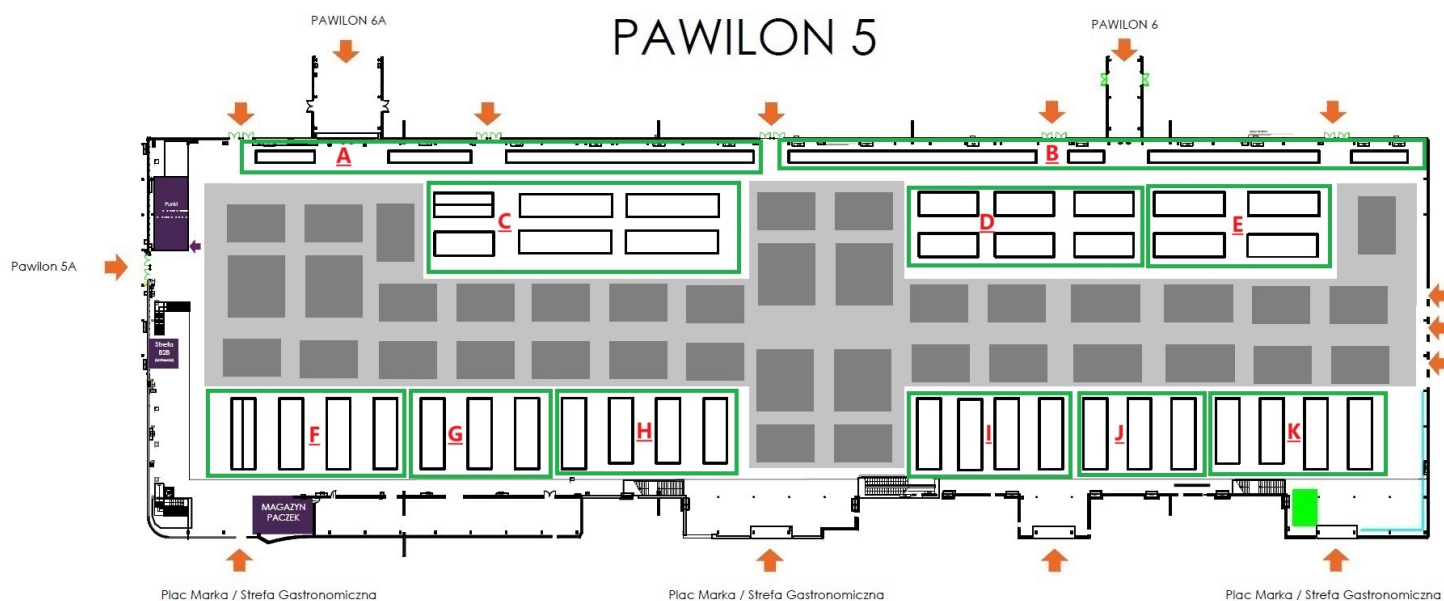 PAWILON 6A
PAWILON 5
PAWILON 6
A
B
Punkt
C
D
E
Pawilon 5A
Strefa
B2B
F
G
H
I
J
K
MAGAZYN
PACZEK
Plac Marka / Strefa Gastronomiczna
Plac Marka / Strefa Gastronomiczna
Plac Marka / Strefa Gastronomiczna